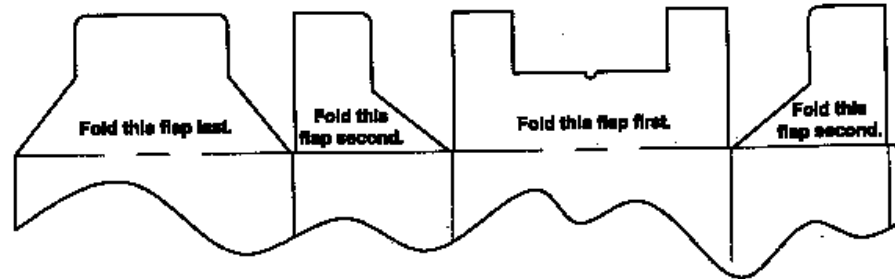 Fold this flap last.
Fold this
flap second.
Fold this flap first.
Fold this
flap second.